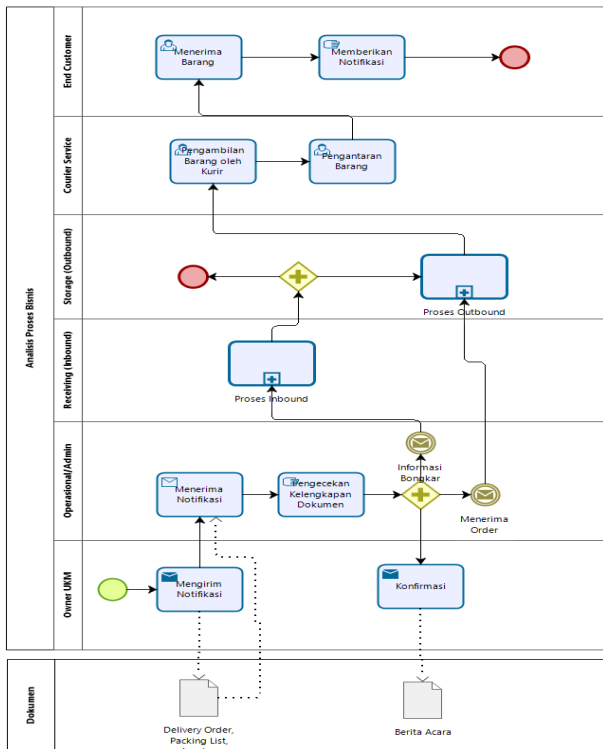 Analisis Proses Bisnis
End Customer
Menerima
Barang
Memberikan
Notifikasi
Courier Service
Pengambilan
Barang oleh
Kurir
Pengantaran
Barang
Storage (Outbound)
Proses Outbound
Receiving (Inbound)
Proses Inbound
Operasional/Admin
Menerima
Notifikasi
Pengecekan
Kelengkapan
Dokumen
Informasi
Bongkar
Menerima
Order
Owner UKM
Mengirim
Notifikasi
Konfirmasi
Dokumen
Delivery Order,
Packing List,
Berita Acara